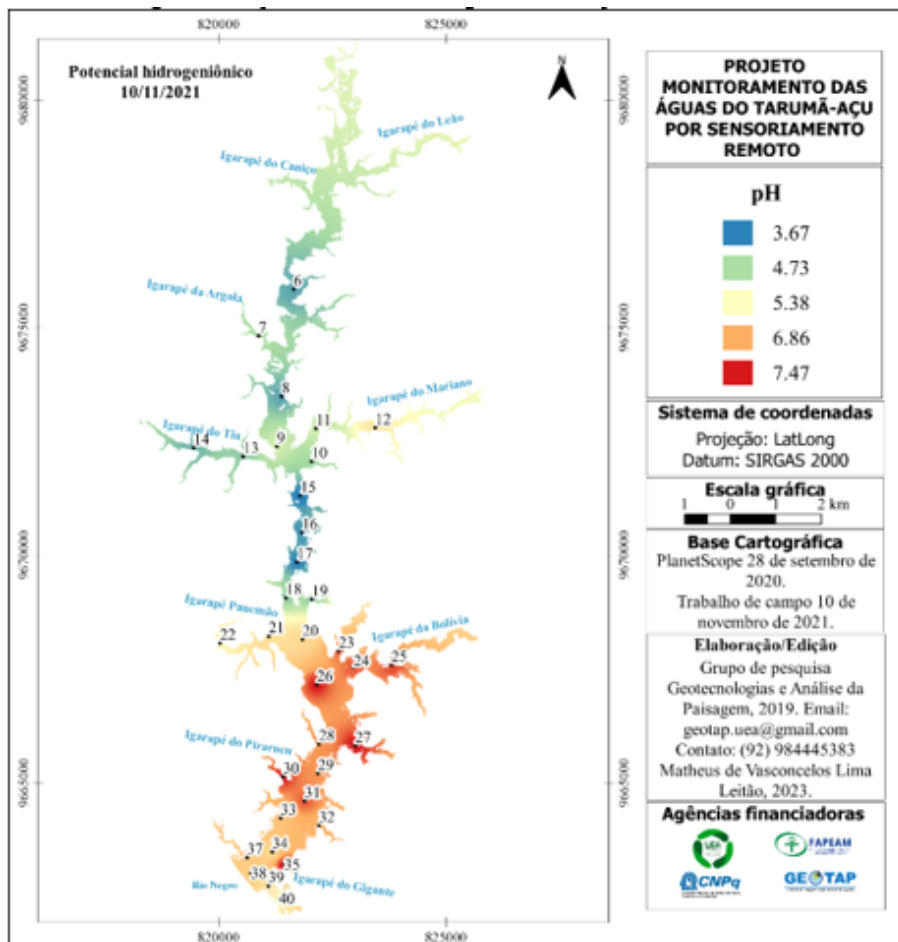 820000
825000
Potencial hidrogeniônico
10/11/2021
N
9680000
9680000
Igarapé do Leão
Igarapé do Caniço
6
Igarapé da Argola
7
9675000
9675000
8
Igarapé do Mariano
11
12
Igarapé do Tiu
14
9
13
10
15
16
17
9670000
9670000
18
19
Igarapé Panemão
Igarapé da Bolívia
22
21
20
23
24
25
26
28
27
Igarapé do Piraroca
29
30
9665000
9665000
31
33
32
34
37
35
38
39
Rio Negro
Igarapé do Gigante
40
820000
825000
PROJETO
MONITORAMENTO DAS
ÁGUAS DO TARUMÃ-AÇU
POR SENSORIAMENTO
REMOTO
pH
3.67
4.73
5.38
6.86
7.47
Sistema de coordenadas
Projeção: LatLong
Datum: SIRGAS 2000
Escala gráfica
1 0 1 2 km
Base Cartográfica
PlanetScope 28 de setembro de
2020.
Trabalho de campo 10 de
novembro de 2021.
Elaboração/Edição
Grupo de pesquisa
Geotecnologias e Análise da
Paisagem, 2019. Email:
geotap.uea@gmail.com
Contato: (92) 984445383
Matheus de Vasconcelos Lima
Leitão, 2023.
Agências financiadoras
UEA
FAPEAM
CNPq
GEOTAP